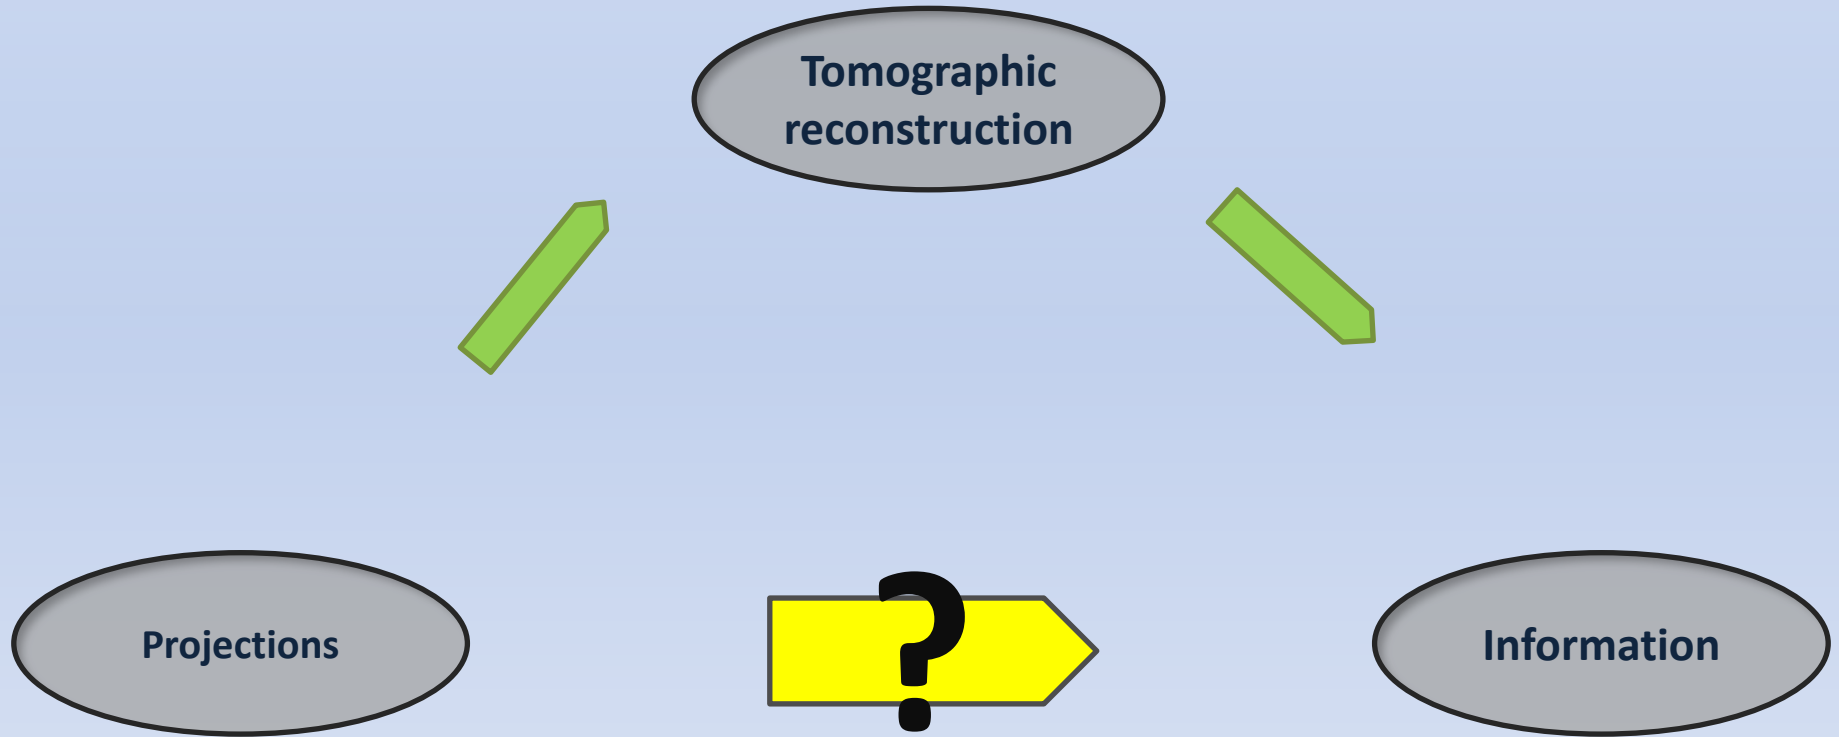 Tomographic
reconstruction
Projections
?
Information